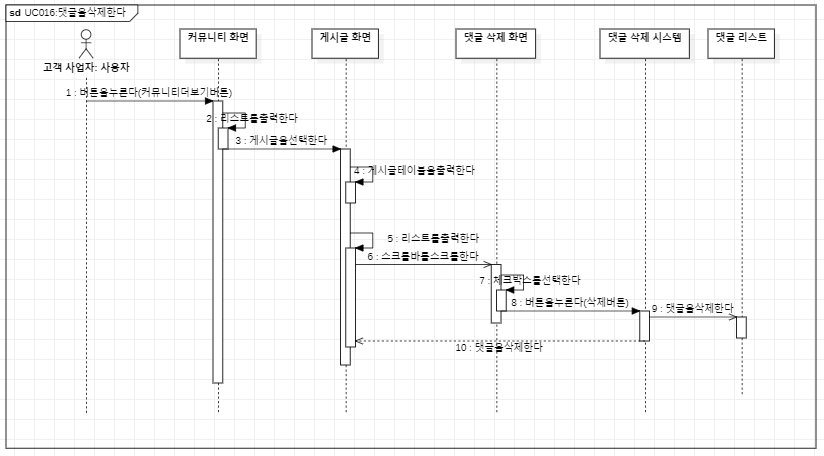 sd UC016:댓글을삭제한다
커뮤니티 화면
게시글 화면
댓글 삭제 화면
댓글 삭제 시스템
댓글 리스트
고객 사업자: 사용자
1 : 버튼을누른다(커뮤니티더보기버튼)
2 : 리스트를출력한다
3 : 게시글을선택한다
4 : 게시글테이블을출력한다
5 : 리스트를출력한다
6 : 스크롤바를스크롤한다
7 : 체크박스를선택한다
8 : 버튼을누른다(삭제버튼)
9 : 댓글을삭제한다
10 : 댓글을삭제한다